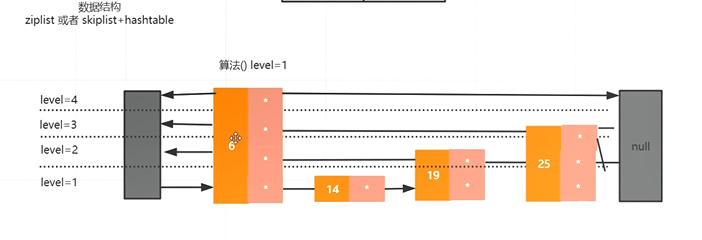 数据结构
ziplist 或者 skiplist+hashtable
算法() level=1
level=4
level=3
level=2
level=1
6
*
*
*
*
14
*
19
*
*
25
*
*
*
null